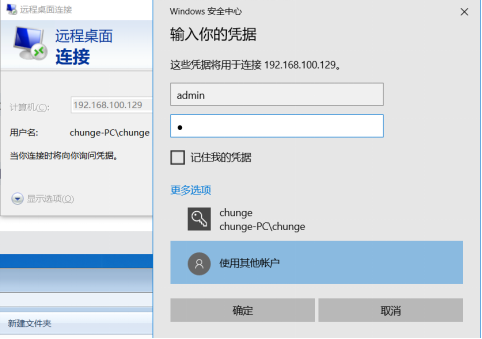 远程桌面连接
远程桌面
连接
计算机(C):
192.168.100.129
用户名:
chunge-PC\chunge
当你连接时将向你询问凭据。
显示选项(O)
新建文件夹
Windows 安全中心
输入你的凭据
这些凭据将用于连接 192.168.100.129。
admin
●
记住我的凭据
更多选项
chunge
chunge-PC\chunge
使用其他帐户
确定
取消